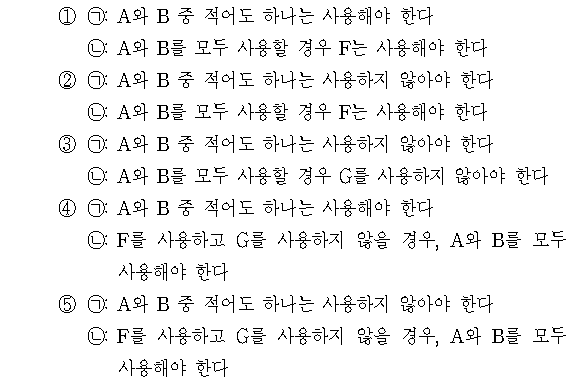 ① ㉠: A와 B 중 적어도 하나는 사용해야 한다
㉡: A와 B를 모두 사용할 경우 F는 사용해야 한다
② ㉠: A와 B 중 적어도 하나는 사용하지 않아야 한다
㉡: A와 B를 모두 사용할 경우 F는 사용해야 한다
③ ㉠: A와 B 중 적어도 하나는 사용하지 않아야 한다
㉡: A와 B를 모두 사용할 경우 G를 사용하지 않아야 한다
④ ㉠: A와 B 중 적어도 하나는 사용해야 한다
㉡: F를 사용하고 G를 사용하지 않을 경우, A와 B를 모두
사용해야 한다
⑤ ㉠: A와 B 중 적어도 하나는 사용하지 않아야 한다
㉡: F를 사용하고 G를 사용하지 않을 경우, A와 B를 모두
사용해야 한다